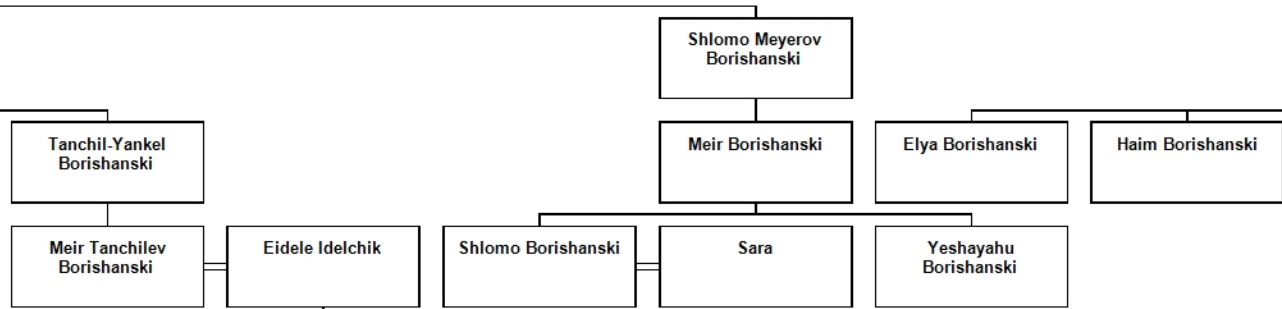 Shlomo Meyerov
Borishanski
Tanchil-Yankel
Borishanski
Meir Borishanski
Elya Borishanski
Haim Borishanski
Meir Tanchilev
Borishanski
Eidele Idelchik
Shlomo Borishanski
Sara
Yeshayahu
Borishanski